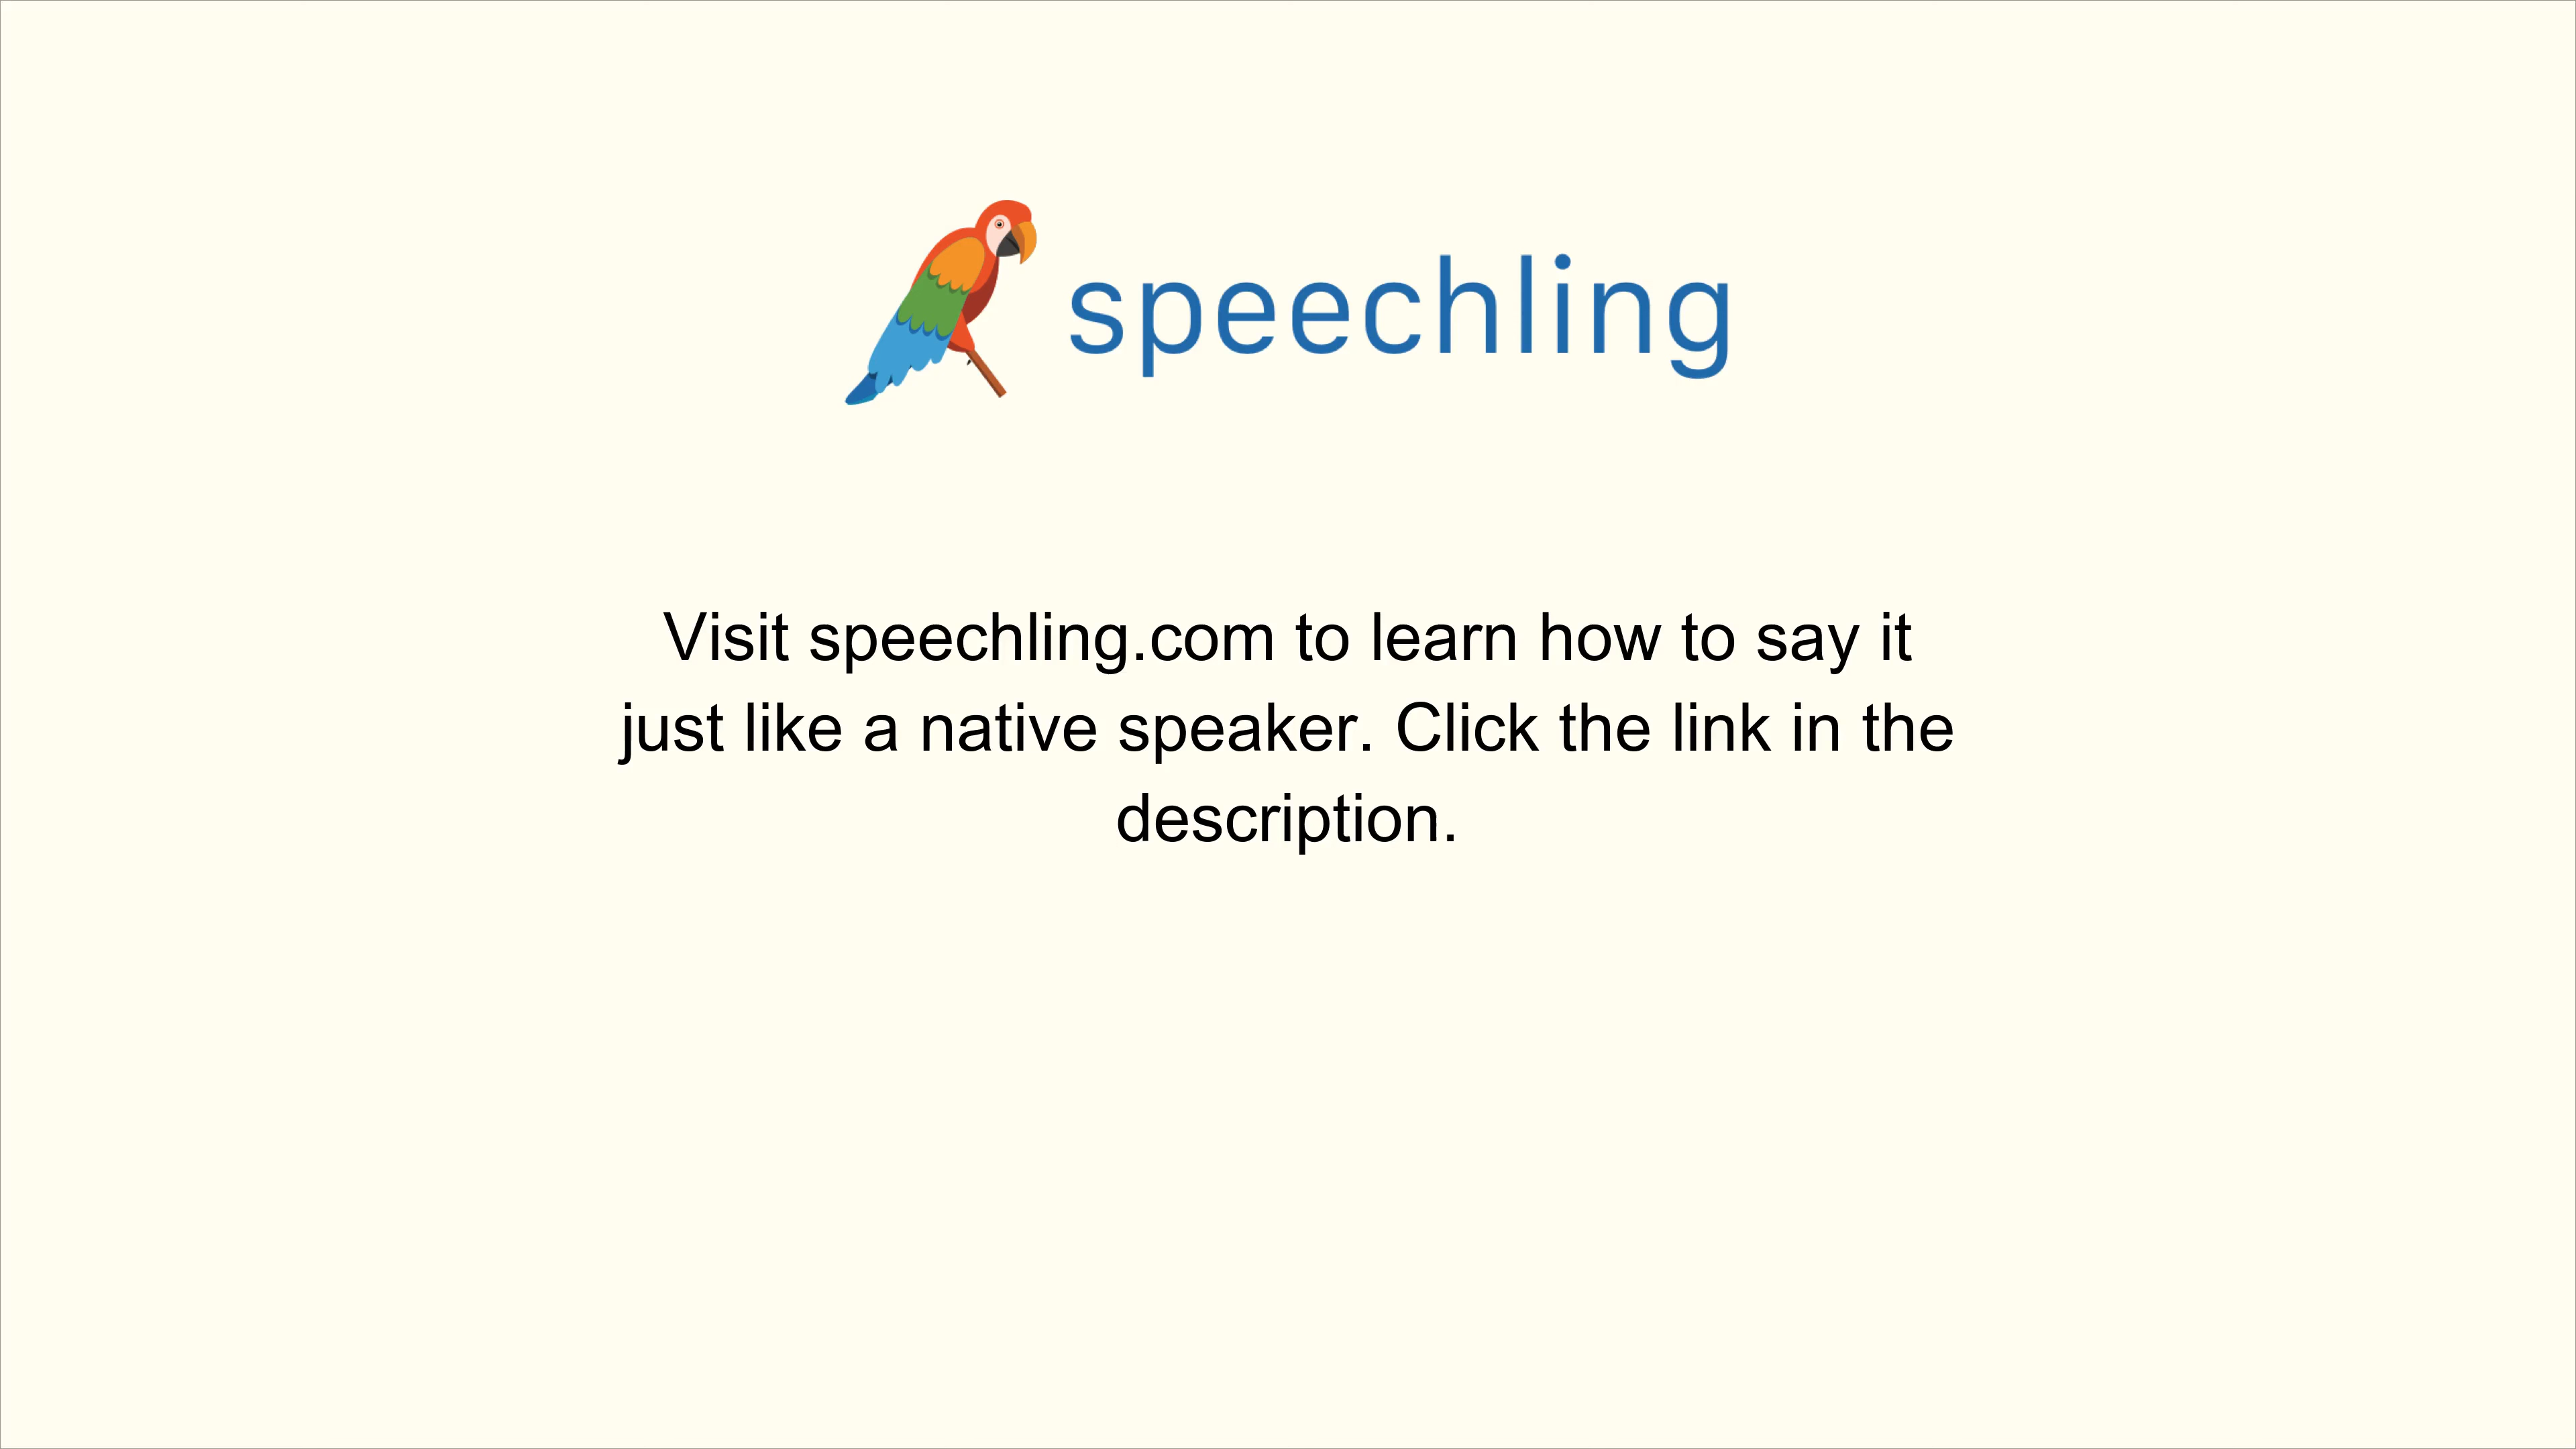 speechling
Visit speechling.com to learn how to say it
just like a native speaker. Click the link in the
description.